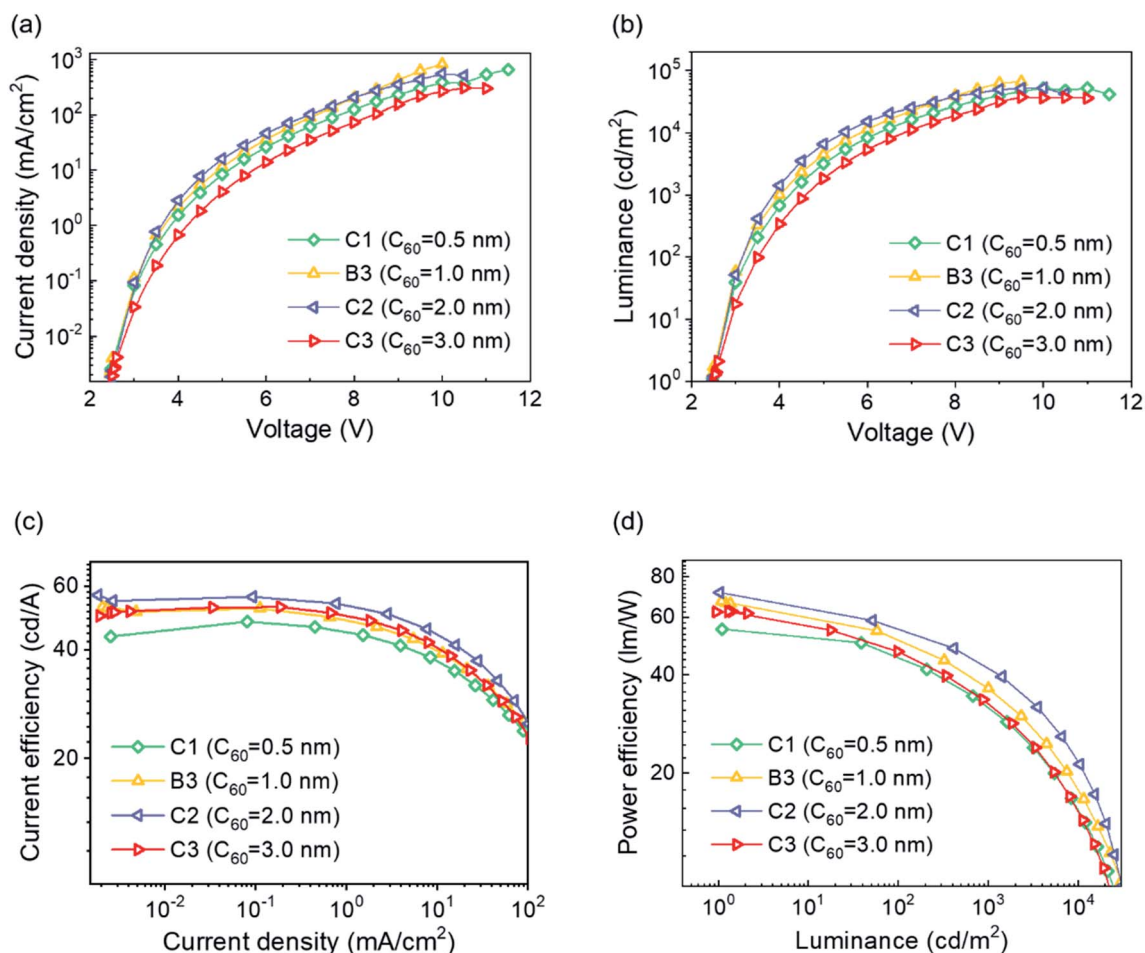 (a)
10³
10²
10¹
10⁰
10⁻¹
10⁻²
Current density (mA/cm²)
C1 (C₆₀=0.5 nm)
B3 (C₆₀=1.0 nm)
C2 (C₆₀=2.0 nm)
C3 (C₆₀=3.0 nm)
2 4 6 8 10 12
Voltage (V)
(b)
10⁵
10⁴
10³
10²
10¹
10⁰
Luminance (cd/m²)
C1 (C₆₀=0.5 nm)
B3 (C₆₀=1.0 nm)
C2 (C₆₀=2.0 nm)
C3 (C₆₀=3.0 nm)
2 4 6 8 10 12
Voltage (V)
(c)
60
40
20
Current efficiency (cd/A)
C1 (C₆₀=0.5 nm)
B3 (C₆₀=1.0 nm)
C2 (C₆₀=2.0 nm)
C3 (C₆₀=3.0 nm)
10⁻² 10⁻¹ 10⁰ 10¹ 10²
Current density (mA/cm²)
(d)
80
60
40
20
Power efficiency (lm/W)
C1 (C₆₀=0.5 nm)
B3 (C₆₀=1.0 nm)
C2 (C₆₀=2.0 nm)
C3 (C₆₀=3.0 nm)
10⁰ 10¹ 10² 10³ 10⁴
Luminance (cd/m²)